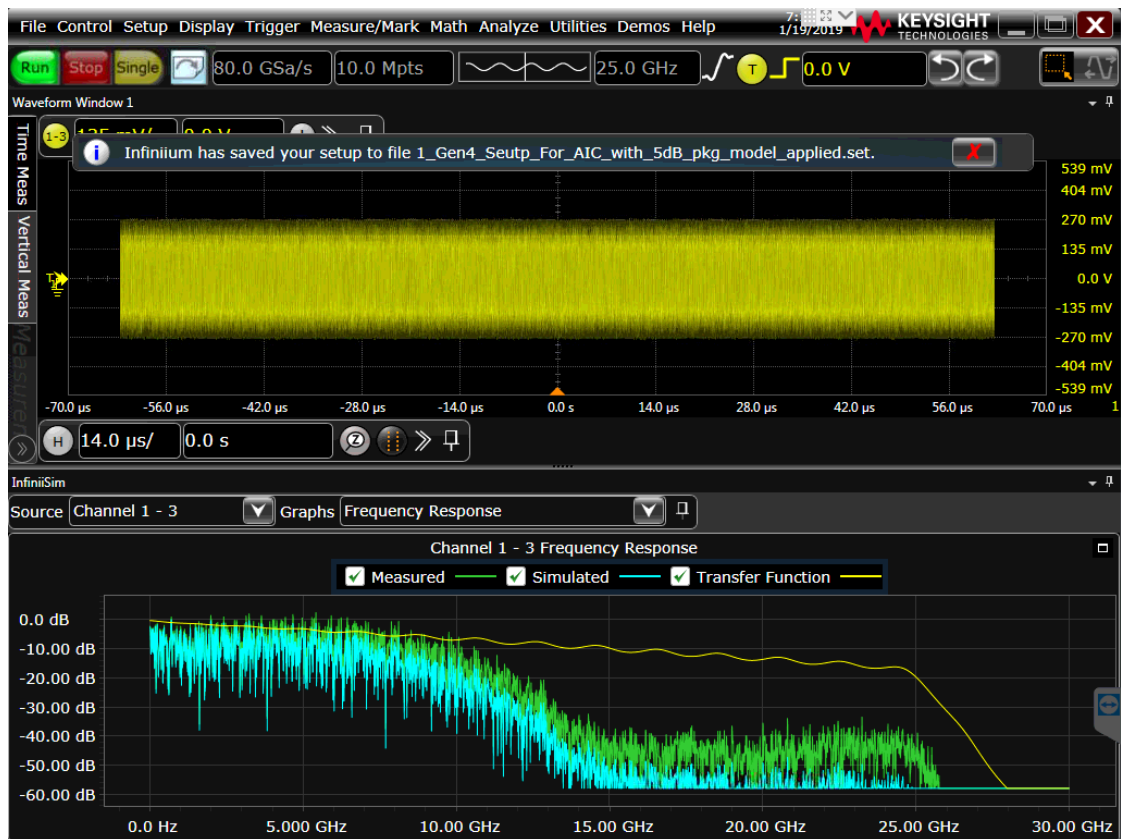 File Control Setup Display Trigger Measure/Mark Math Analyze Utilities Demos Help
1/19/2019
KEYSIGHT
TECHNOLOGIES
Run Stop Single 80.0 GSa/s 10.0 Mpts 25.0 GHz T 0.0 V
Waveform Window 1
1-3
Infiniium has saved your setup to file 1_Gen4_Seutp_For_AIC_with_5dB_pkg_model_applied.set.
Time Meas
Vertical Meas
539 mV
404 mV
270 mV
135 mV
0.0 V
-135 mV
-270 mV
-404 mV
-539 mV
-70.0 µs -56.0 µs -42.0 µs -28.0 µs -14.0 µs 0.0 s 14.0 µs 28.0 µs 42.0 µs 56.0 µs 70.0 µs 1
H 14.0 µs/ 0.0 s Z
InfiniiSim
Source Channel 1 - 3 Graphs Frequency Response
Channel 1 - 3 Frequency Response
Measured Simulated Transfer Function
0.0 dB
-10.00 dB
-20.00 dB
-30.00 dB
-40.00 dB
-50.00 dB
-60.00 dB
0.0 Hz 5.000 GHz 10.00 GHz 15.00 GHz 20.00 GHz 25.00 GHz 30.00 GHz